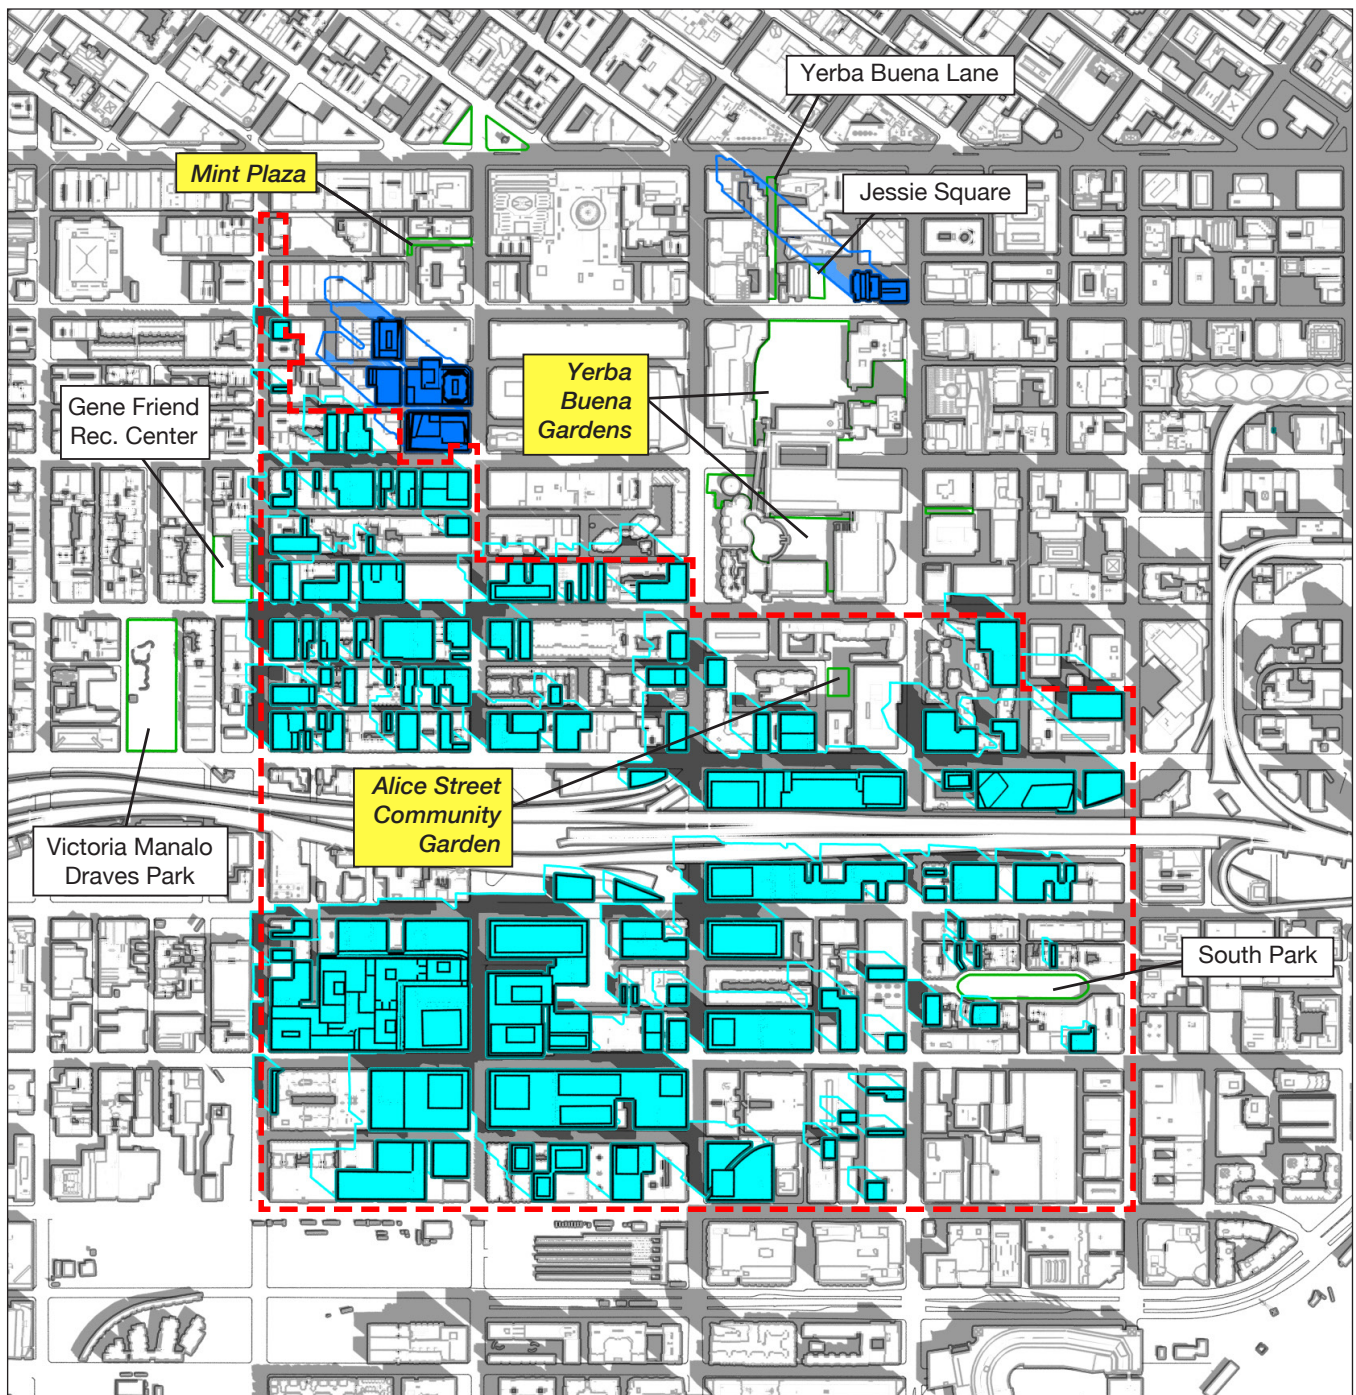 Yerba Buena Lane
Mint Plaza
Jessie Square
Yerba
Buena
Gardens
Gene Friend
Rec. Center
Alice Street
Community
Garden
Victoria Manalo
Draves Park
South Park